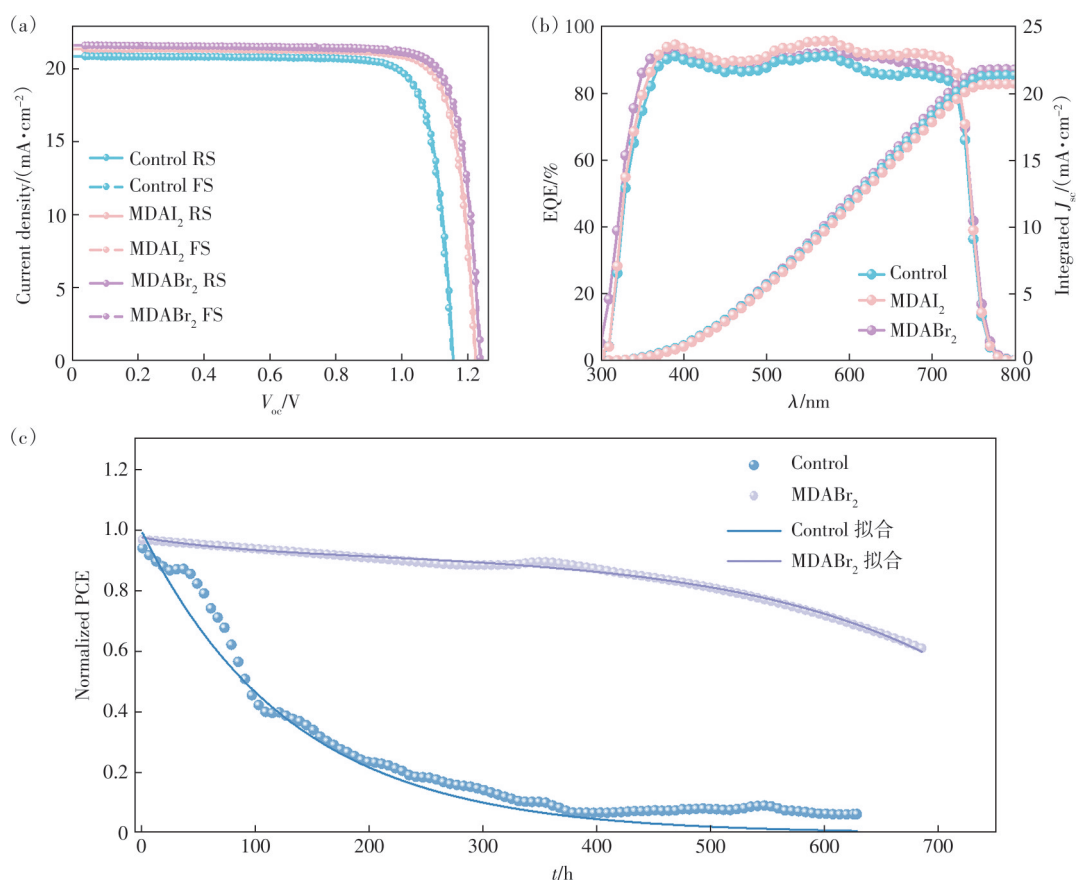 (a)
Current density/(mA·cm⁻²)
20
15
10
5
0
Control RS
Control FS
MDAI₂ RS
MDAI₂ FS
MDABr₂ RS
MDABr₂ FS
0 0.2 0.4 0.6 0.8 1.0 1.2
V_oc/V
(b)
EQE/%
100
80
60
40
20
0
25
20
15
10
5
0
Integrated J_sc/(mA·cm⁻²)
Control
MDAI₂
MDABr₂
300 400 500 600 700 800
λ/nm
(c)
Normalized PCE
1.2
1.0
0.8
0.6
0.4
0.2
0
Control
MDABr₂
Control 拟合
MDABr₂ 拟合
0 100 200 300 400 500 600 700
t/h